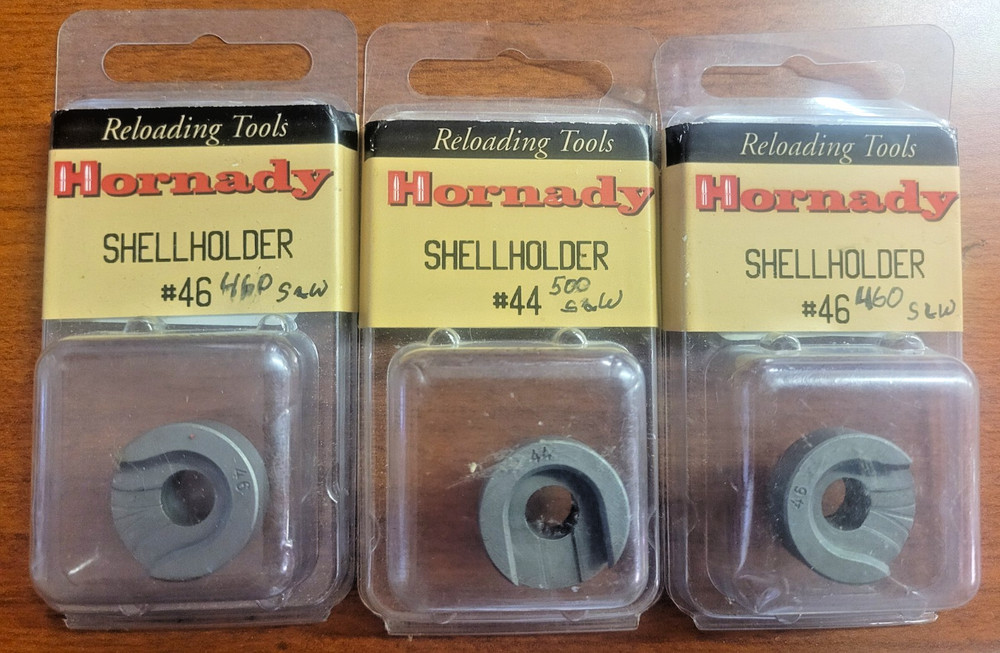 Reloading Tools
Hornady
SHELLHOLDER
#46 460 S&W
46
Reloading Tools
Hornady
SHELLHOLDER
#44 500 S&W
44
Reloading Tools
Hornady
SHELLHOLDER
#46 460 S&W
46